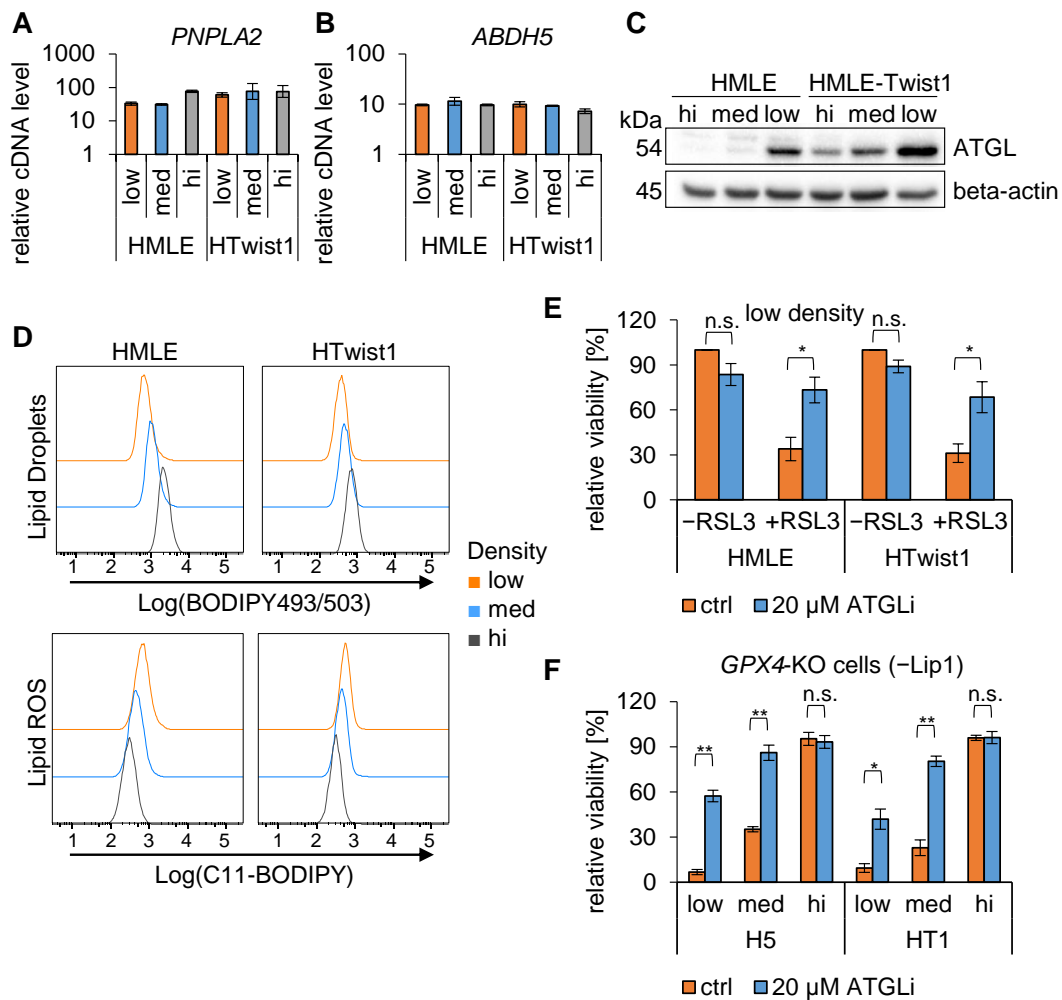 A
PNPLA2
relative cDNA level
1000
100
10
1
low
med
hi
low
med
hi
HMLE
HTwist1
B
ABDH5
relative cDNA level
100
10
1
low
med
hi
low
med
hi
HMLE
HTwist1
C
HMLE HMLE-Twist1
kDa hi med low hi med low
54 ATGL
45 beta-actin
D
HMLE HTwist1
Lipid Droplets
1 2 3 4 5 1 2 3 4 5
Log(BODIPY493/503)
Lipid ROS
1 2 3 4 5 1 2 3 4 5
Log(C11-BODIPY)
Density
low
med
hi
E
low density
relative viability [%]
120
90
60
30
0
n.s. * n.s. *
−RSL3 +RSL3 −RSL3 +RSL3
HMLE HTwist1
ctrl 20 µM ATGLi
F
GPX4-KO cells (−Lip1)
relative viability [%]
120
90
60
30
0
** ** n.s. * ** n.s.
low med hi low med hi
H5 HT1
ctrl 20 µM ATGLi